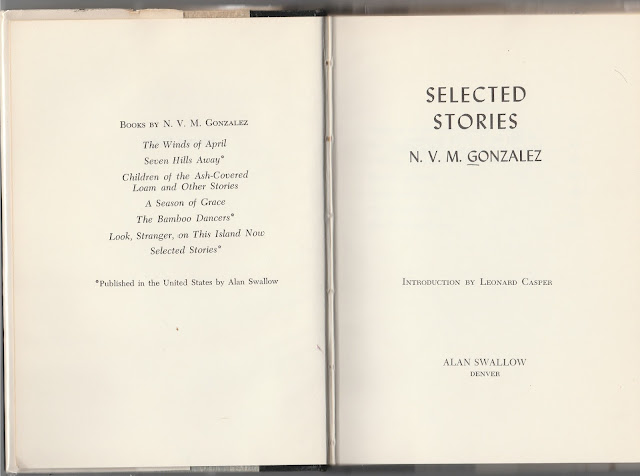 Books by N. V. M. Gonzalez
The Winds of April
Seven Hills Away*
Children of the Ash-Covered
Loam and Other Stories
A Season of Grace
The Bamboo Dancers*
Look, Stranger, on This Island Now
Selected Stories*
*Published in the United States by Alan Swallow
SELECTED
STORIES
N. V. M. GONZALEZ
Introduction by Leonard Casper
ALAN SWALLOW
DENVER